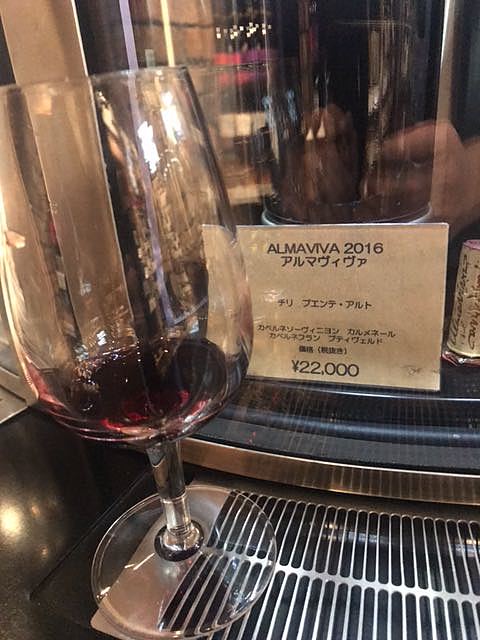 ALMAVIVA 2016
アルマヴィヴァ
チリ プエンテ・アルト
カベルネソーヴィニヨン カルメネール
カベルネフラン プティヴェルド
価格（税抜き）
¥22,000